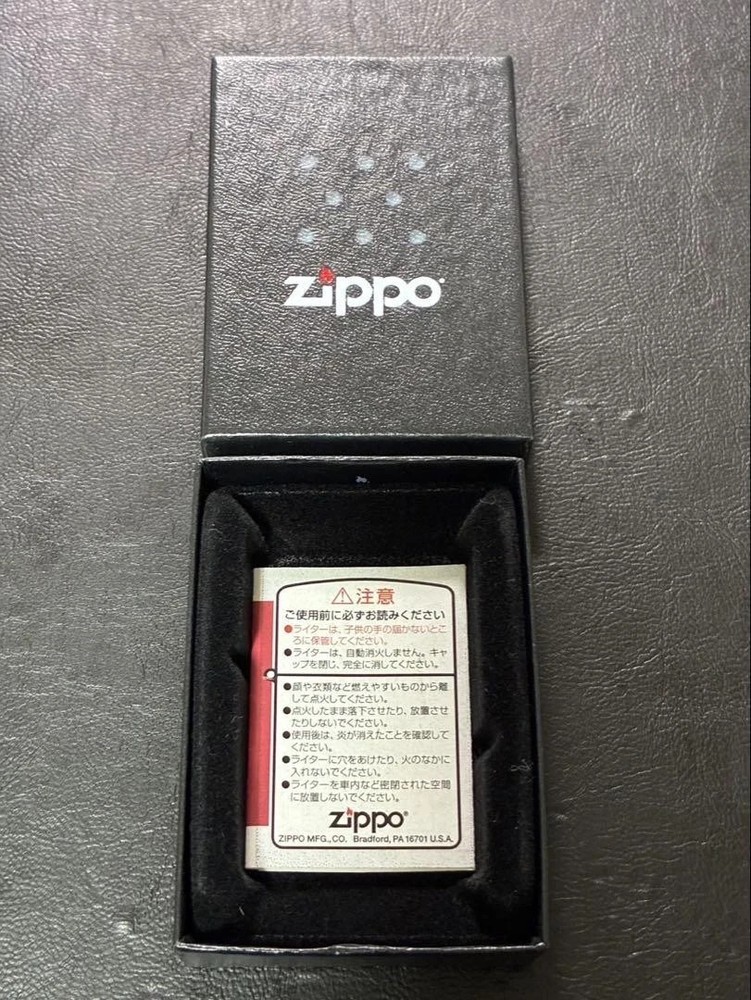 zippo
⚠注意
ご使用前に必ずお読みください
●ライターは、子供の手の届かないとこ
ろに保管してください。
●ライターは、自動消火しません。キャ
ップを閉じ、完全に消してください。
●顔や衣類など燃えやすいものから離
して点火してください。
●点火したまま落下させたり、放置させ
たりしないでください。
●使用後は、炎が消えたことを確認して
ください。
●ライターに穴をあけたり、火のなかに
入れないでください。
●ライターを車内など密閉された空間
に放置しないでください。
zippo®
ZIPPO MFG.,CO. Bradford, PA 16701 U.S.A.